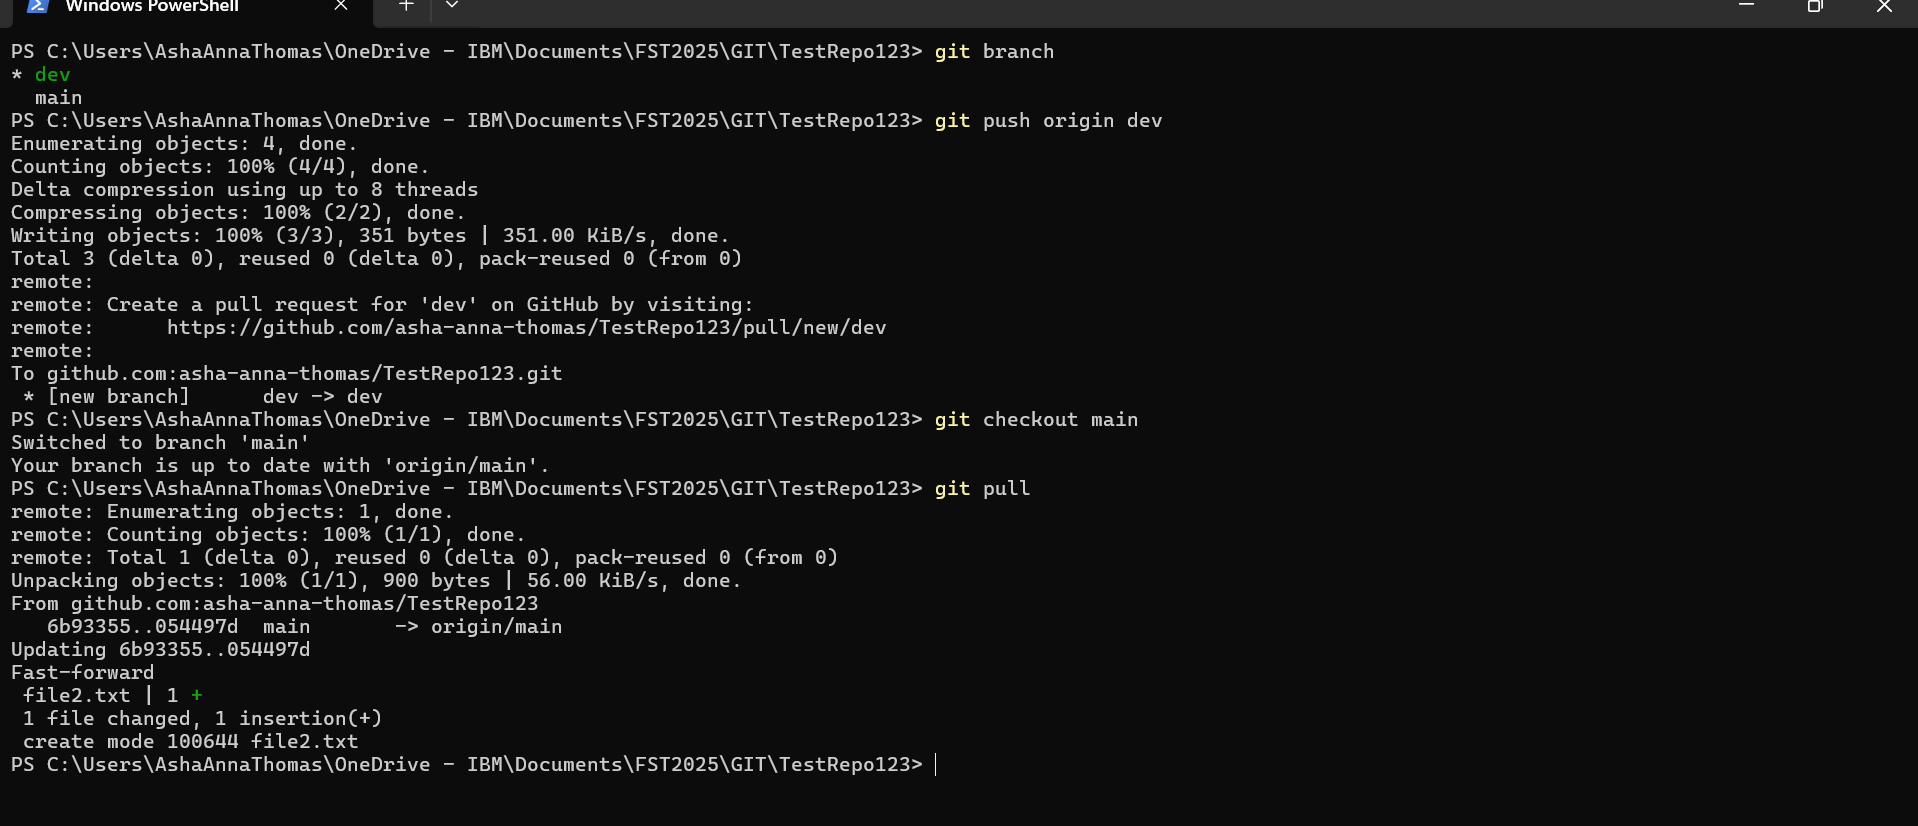 Windows PowerShell
PS C:\Users\AshaAnnaThomas\OneDrive - IBM\Documents\FST2025\GIT\TestRepo123> git branch
* dev
  main
PS C:\Users\AshaAnnaThomas\OneDrive - IBM\Documents\FST2025\GIT\TestRepo123> git push origin dev
Enumerating objects: 4, done.
Counting objects: 100% (4/4), done.
Delta compression using up to 8 threads
Compressing objects: 100% (2/2), done.
Writing objects: 100% (3/3), 351 bytes | 351.00 KiB/s, done.
Total 3 (delta 0), reused 0 (delta 0), pack-reused 0 (from 0)
remote:
remote: Create a pull request for 'dev' on GitHub by visiting:
remote:      https://github.com/asha-anna-thomas/TestRepo123/pull/new/dev
remote:
To github.com:asha-anna-thomas/TestRepo123.git
 * [new branch]      dev -> dev
PS C:\Users\AshaAnnaThomas\OneDrive - IBM\Documents\FST2025\GIT\TestRepo123> git checkout main
Switched to branch 'main'
Your branch is up to date with 'origin/main'.
PS C:\Users\AshaAnnaThomas\OneDrive - IBM\Documents\FST2025\GIT\TestRepo123> git pull
remote: Enumerating objects: 1, done.
remote: Counting objects: 100% (1/1), done.
remote: Total 1 (delta 0), reused 0 (delta 0), pack-reused 0 (from 0)
Unpacking objects: 100% (1/1), 900 bytes | 56.00 KiB/s, done.
From github.com:asha-anna-thomas/TestRepo123
   6b93355..054497d  main       -> origin/main
Updating 6b93355..054497d
Fast-forward
 file2.txt | 1 +
 1 file changed, 1 insertion(+)
 create mode 100644 file2.txt
PS C:\Users\AshaAnnaThomas\OneDrive - IBM\Documents\FST2025\GIT\TestRepo123>